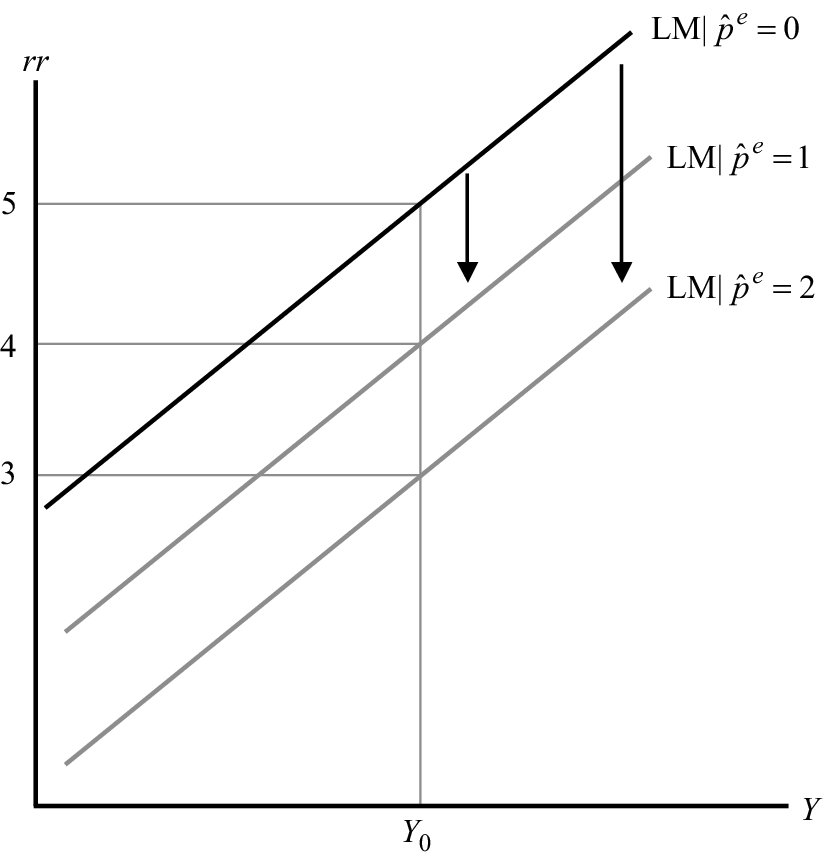 LM| p̂ᵉ = 0
rr
LM| p̂ᵉ = 1
5
LM| p̂ᵉ = 2
4
3
Y
Y₀